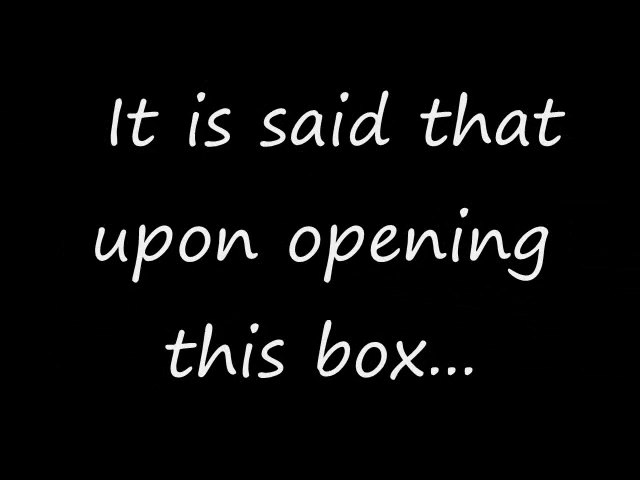 It is said that
upon opening
this box...